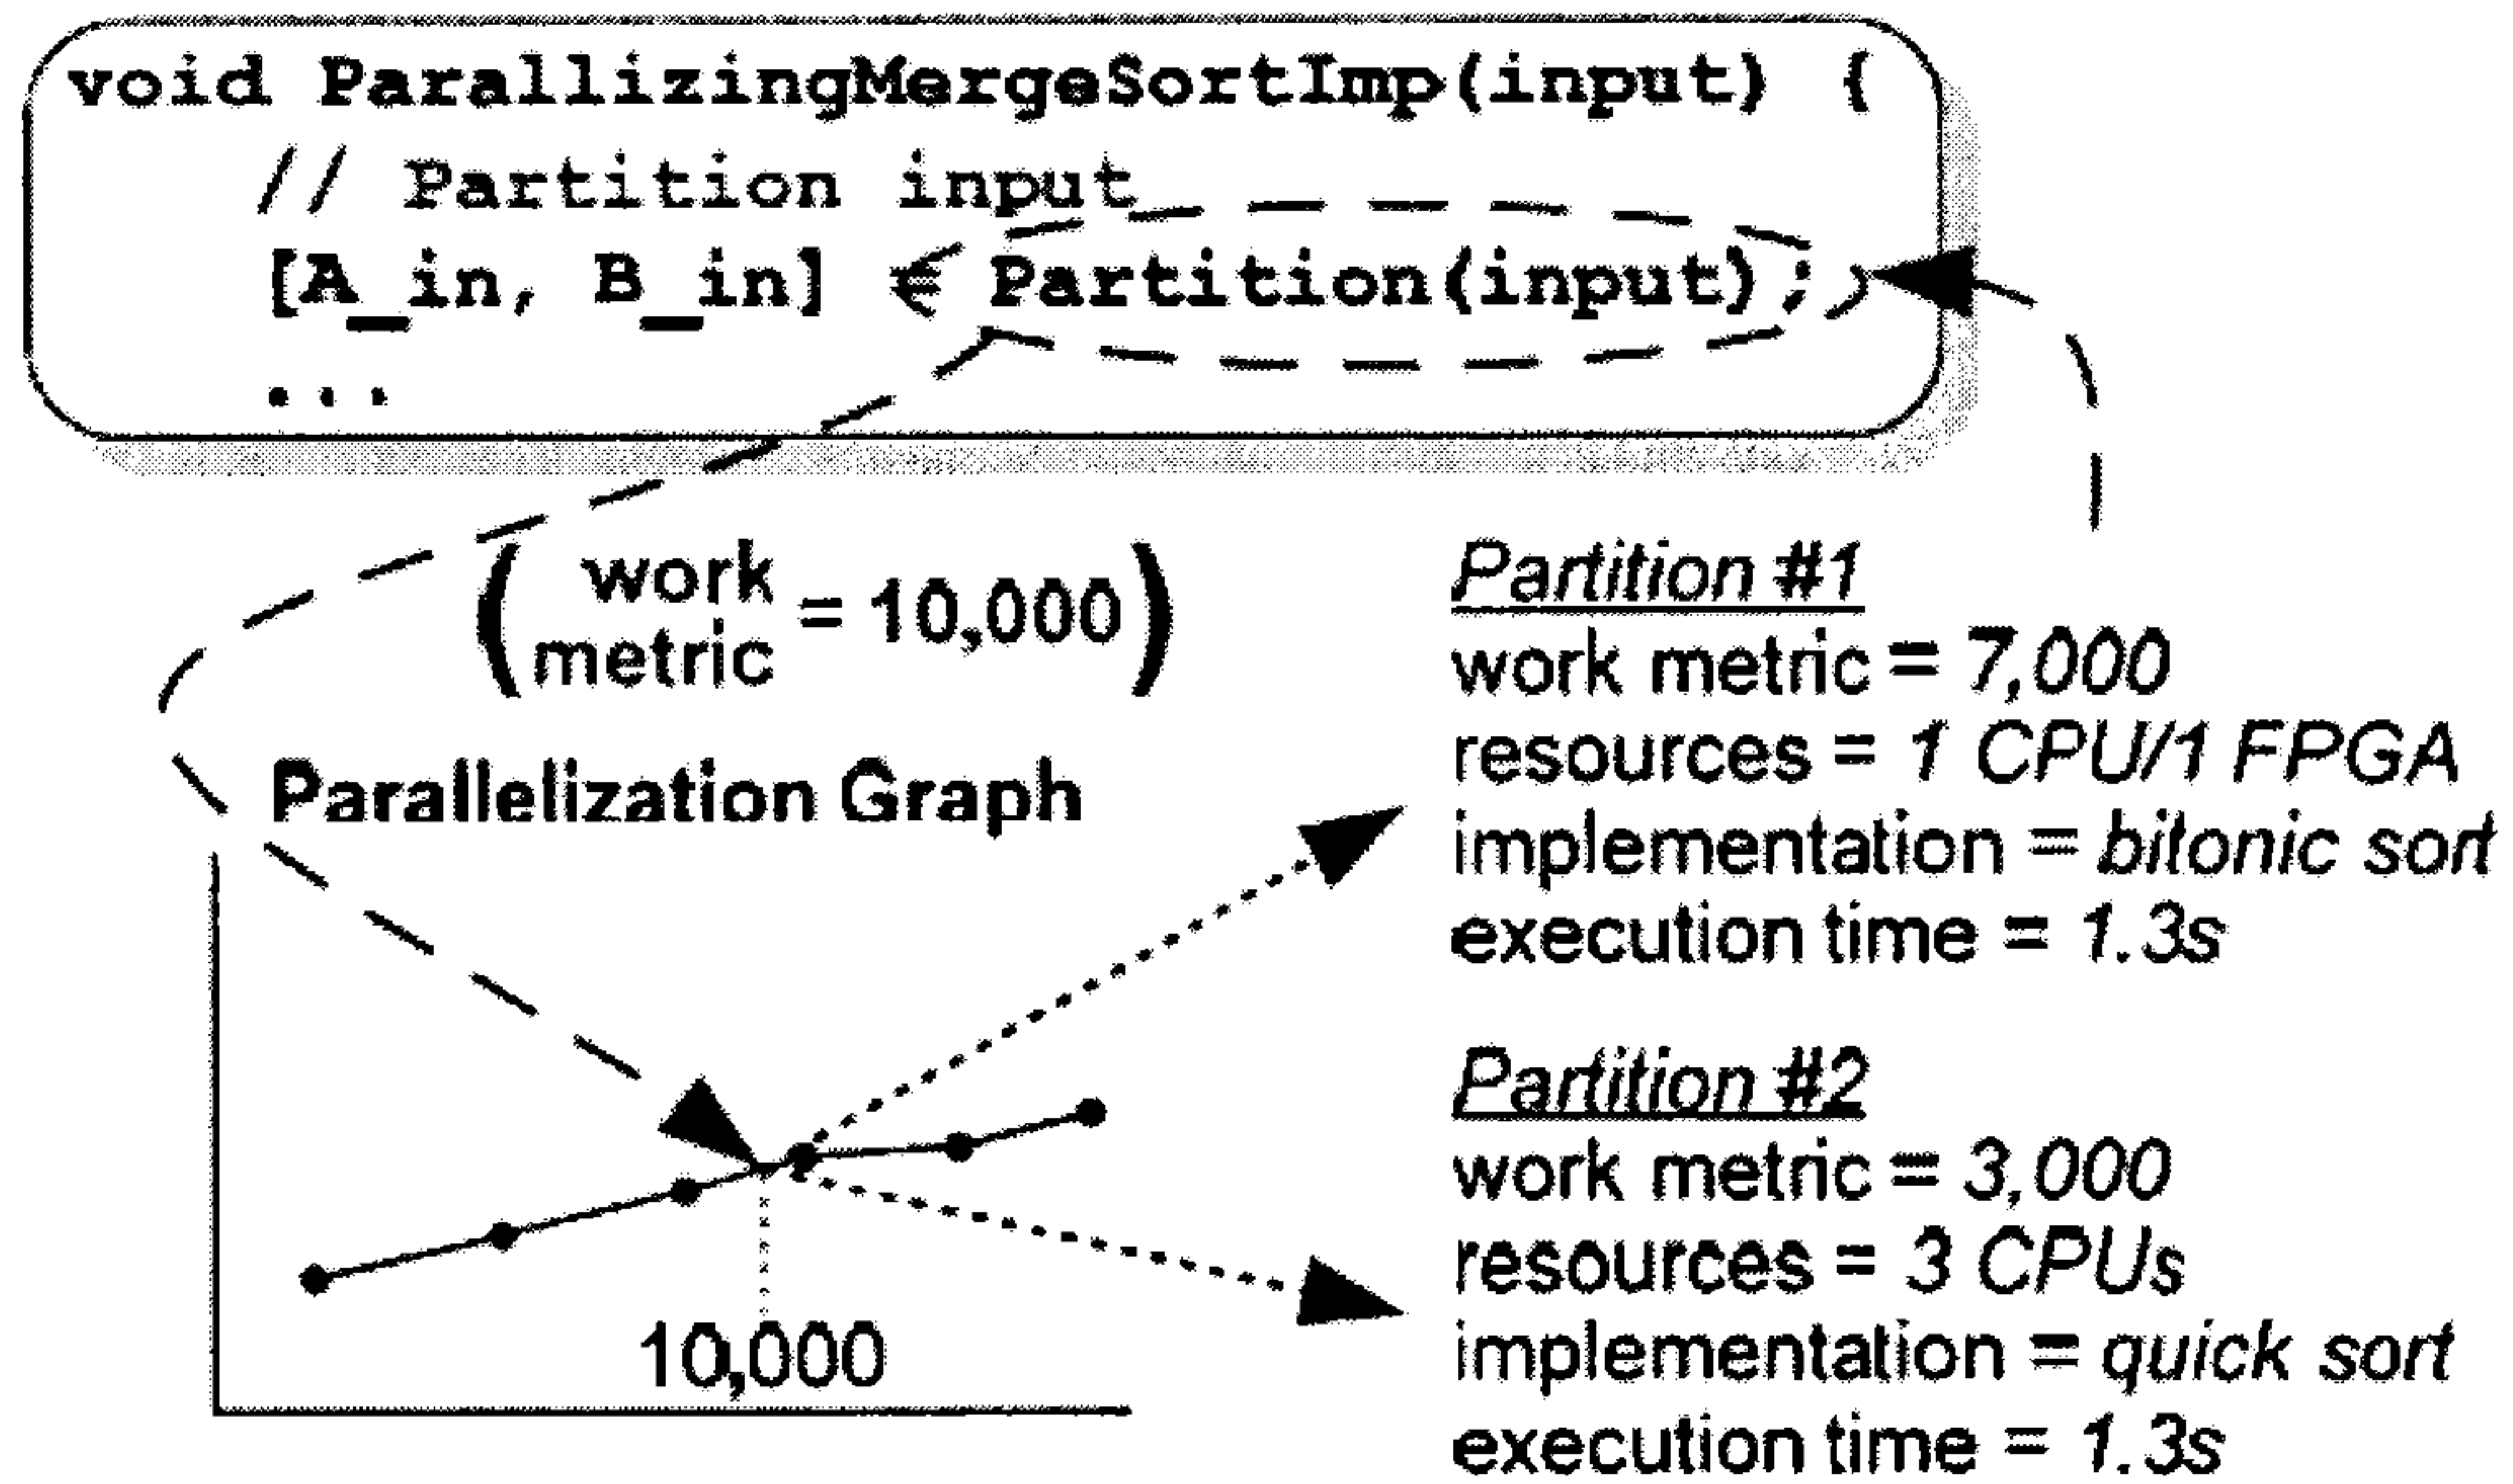 void ParallizingMergeSortImp(input) {
// Partition input
[A_in, B_in] = Partition(input);
...
(work metric = 10,000)
Parallelization Graph
10,000
Partition #1
work metric = 7,000
resources = 1 CPU/1 FPGA
implementation = bitonic sort
execution time = 1.3s
Partition #2
work metric = 3,000
resources = 3 CPUs
implementation = quick sort
execution time = 1.3s